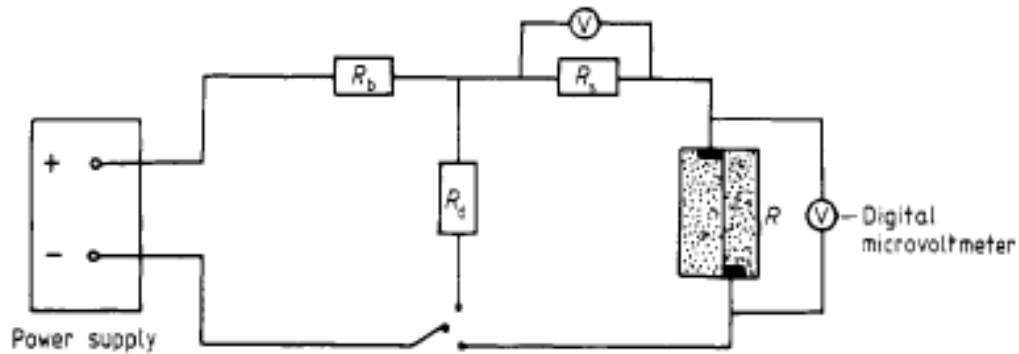 V
R_b
R_s
+
R_d
R
V
Digital
microvoltmeter
−
Power supply